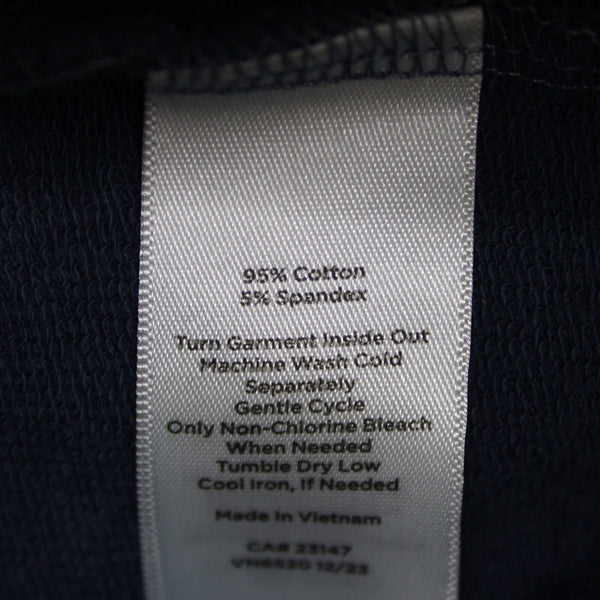 95% Cotton
5% Spandex
Turn Garment Inside Out
Machine Wash Cold
Separately
Gentle Cycle
Only Non-Chlorine Bleach
When Needed
Tumble Dry Low
Cool Iron, If Needed
Made In Vietnam
CA# 23147
VN6520 12/23